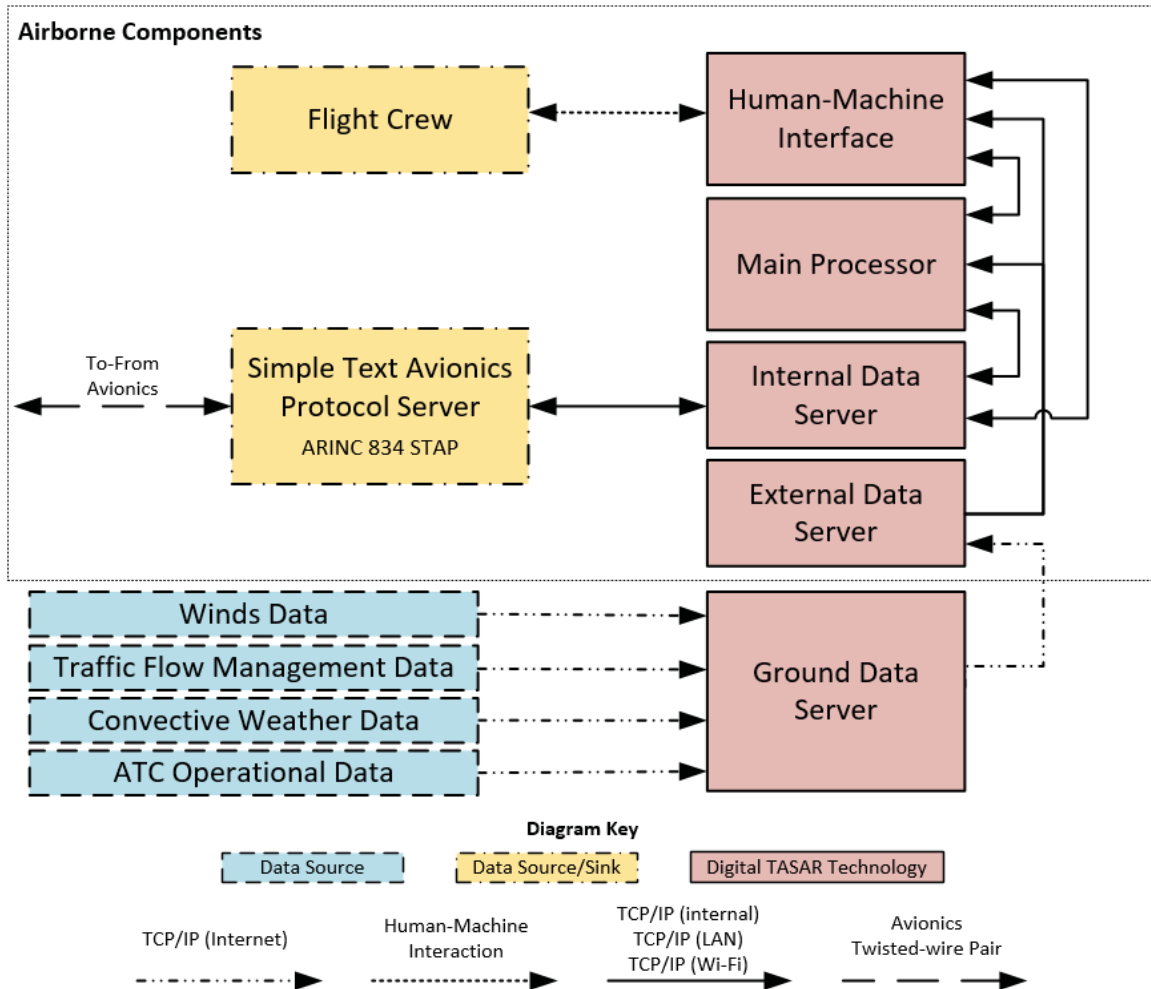 Airborne Components
Flight Crew
Human-Machine
Interface
Main Processor
To-From
Avionics
Simple Text Avionics
Protocol Server
ARINC 834 STAP
Internal Data
Server
External Data
Server
Winds Data
Traffic Flow Management Data
Convective Weather Data
ATC Operational Data
Ground Data
Server
Diagram Key
Data Source
Data Source/Sink
Digital TASAR Technology
TCP/IP (Internet)
Human-Machine
Interaction
TCP/IP (internal)
TCP/IP (LAN)
TCP/IP (Wi-Fi)
Avionics
Twisted-wire Pair